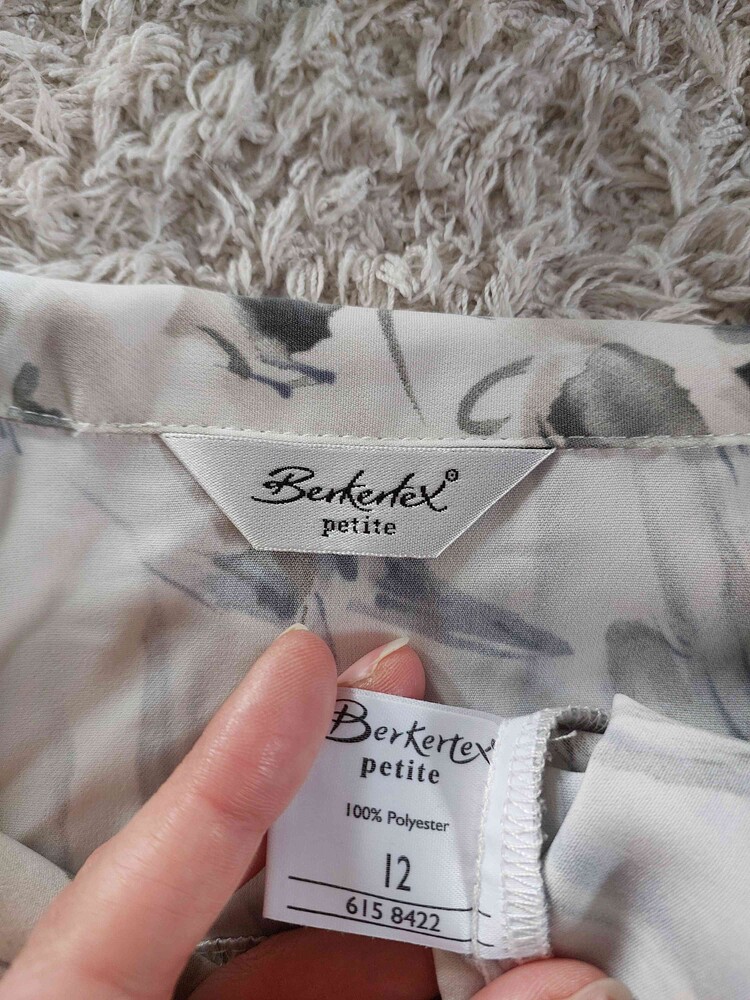 Berkertex®
petite
Berkertex
petite
100% Polyester
12
615 8422